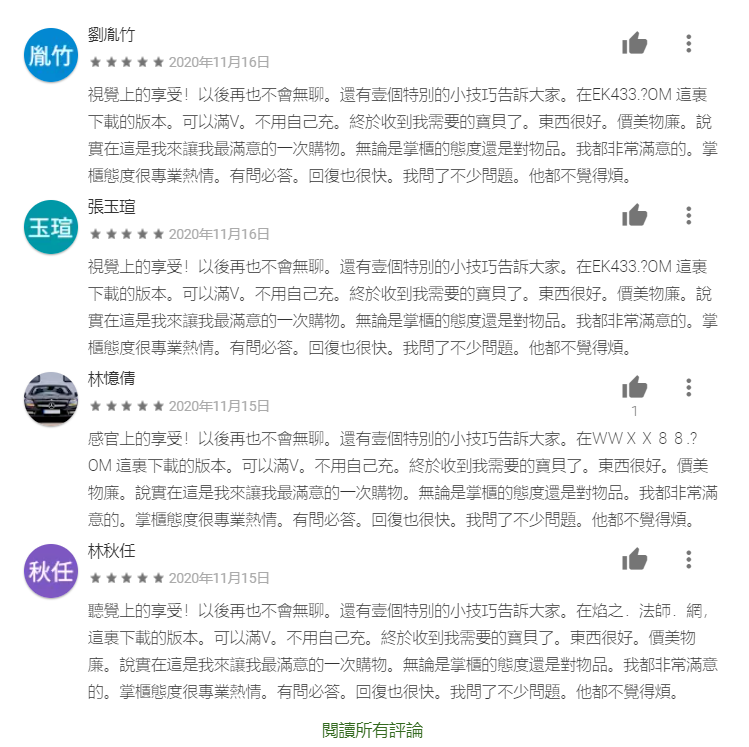 胤竹
劉胤竹
★★★★★ 2020年11月16日
視覺上的享受！以後再也不會無聊。還有壹個特別的小技巧告訴大家。在EK433.?OM 這裏
下載的版本。可以滿V。不用自己充。終於收到我需要的寶貝了。東西很好。價美物廉。說
實在這是我來讓我最滿意的一次購物。無論是掌櫃的態度還是對物品。我都非常滿意的。掌
櫃態度很專業熱情。有問必答。回復也很快。我問了不少問題。他都不覺得煩。
玉瑄
張玉瑄
★★★★★ 2020年11月16日
視覺上的享受！以後再也不會無聊。還有壹個特別的小技巧告訴大家。在EK433.?OM 這裏
下載的版本。可以滿V。不用自己充。終於收到我需要的寶貝了。東西很好。價美物廉。說
實在這是我來讓我最滿意的一次購物。無論是掌櫃的態度還是對物品。我都非常滿意的。掌
櫃態度很專業熱情。有問必答。回復也很快。我問了不少問題。他都不覺得煩。
林憶倩
★★★★★ 2020年11月15日
1
感官上的享受！以後再也不會無聊。還有壹個特別的小技巧告訴大家。在WWＸＸ８８.?
OM 這裏下載的版本。可以滿V。不用自己充。終於收到我需要的寶貝了。東西很好。價美
物廉。說實在這是我來讓我最滿意的一次購物。無論是掌櫃的態度還是對物品。我都非常滿
意的。掌櫃態度很專業熱情。有問必答。回復也很快。我問了不少問題。他都不覺得煩。
秋任
林秋任
★★★★★ 2020年11月15日
聽覺上的享受！以後再也不會無聊。還有壹個特別的小技巧告訴大家。在焰之．法師．網，
這裏下載的版本。可以滿V。不用自己充。終於收到我需要的寶貝了。東西很好。價美物
廉。說實在這是我來讓我最滿意的一次購物。無論是掌櫃的態度還是對物品。我都非常滿意
的。掌櫃態度很專業熱情。有問必答。回復也很快。我問了不少問題。他都不覺得煩。
閱讀所有評論